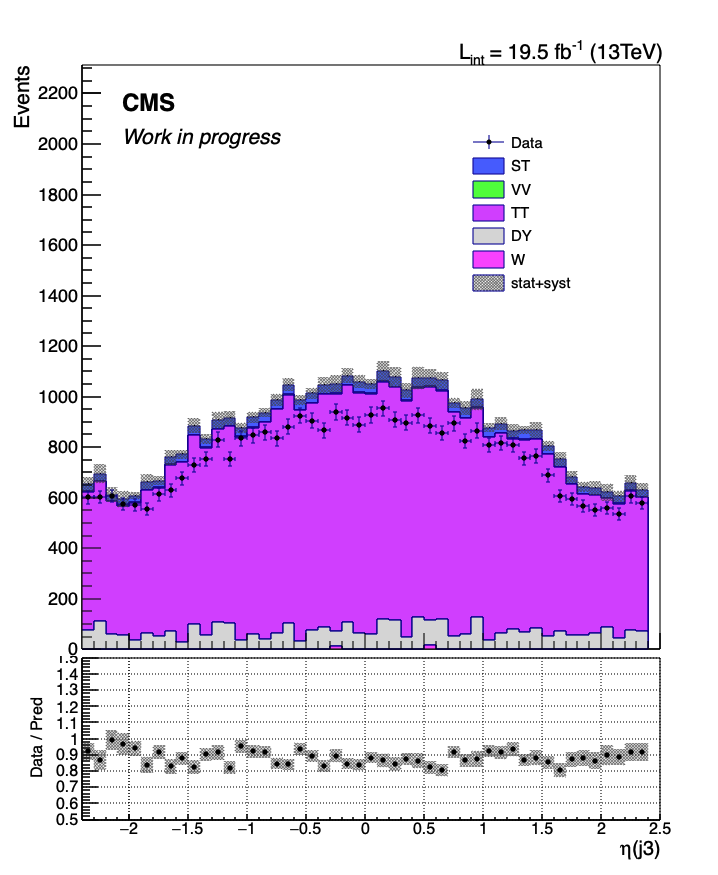 L_int = 19.5 fb⁻¹ (13TeV)
Events
CMS
Work in progress
2200
2000
1800
1600
1400
1200
1000
800
600
400
200
0
Data
ST
VV
TT
DY
W
stat+syst
Data / Pred
1.5
1.4
1.3
1.2
1.1
1
0.9
0.8
0.7
0.6
0.5
−2 −1.5 −1 −0.5 0 0.5 1 1.5 2 2.5
η(j3)